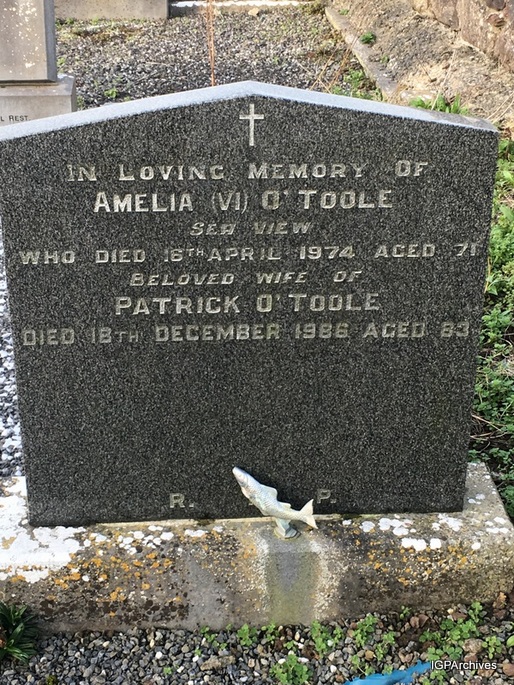 L REST
IN LOVING MEMORY OF
AMELIA (VI) O'TOOLE
SEA VIEW
WHO DIED 16TH APRIL 1974 AGED 71
BELOVED WIFE OF
PATRICK O'TOOLE
DIED 18TH DECEMBER 1986 AGED 83
R. P.
IGPArchives